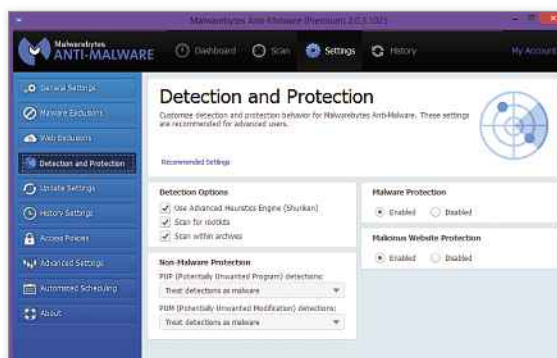 Malwarebytes Anti-Malware (Premium) 2.0.3.1025
Malwarebytes
ANTI-MALWARE
Dashboard
Scan
Settings
History
My Account
General Settings
Malware Exclusions
Web Exclusions
Detection and Protection
Update Settings
History Settings
Access Policies
Advanced Settings
Automated Scheduling
About
Detection and Protection
Customize detection and protection behavior for Malwarebytes Anti-Malware. These settings
are recommended for advanced users.
Recommended Settings
Detection Options
Use Advanced Heuristics Engine (Shuriken)
Scan for rootkits
Scan within archives
Non-Malware Protection
PUP (Potentially Unwanted Program) detections:
Treat detections as malware
PUM (Potentially Unwanted Modification) detections:
Treat detections as malware
Malware Protection
Enabled
Disabled
Malicious Website Protection
Enabled
Disabled